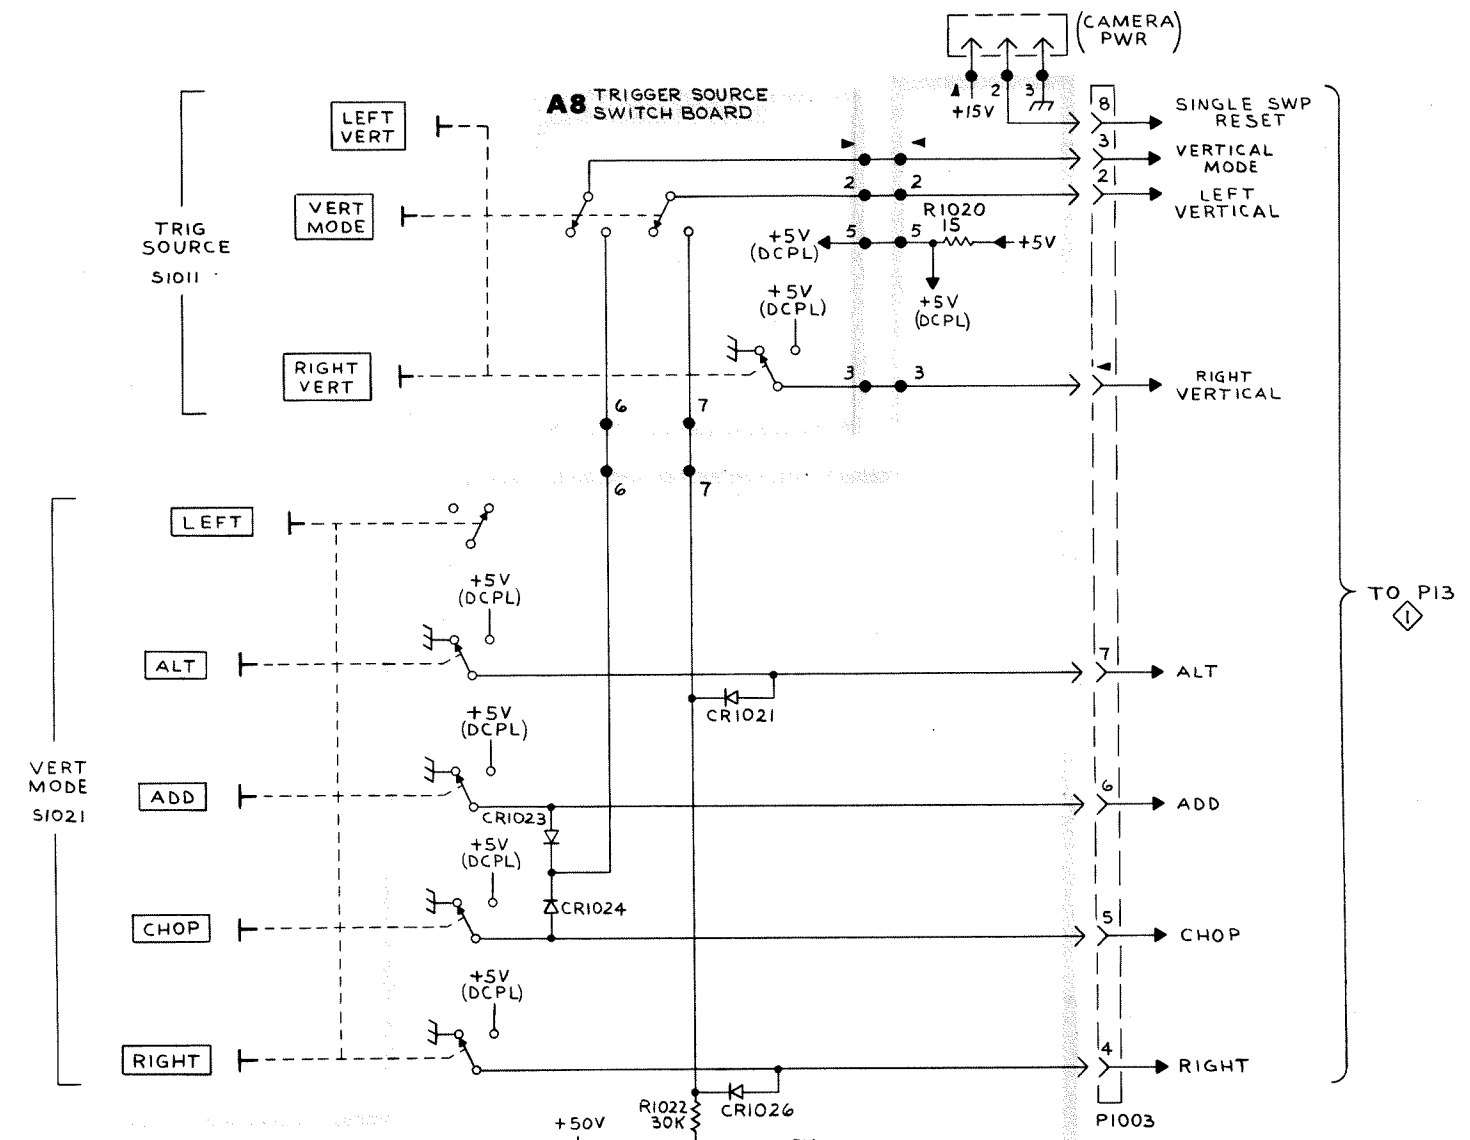 (CAMERA
PWR)
A8 TRIGGER SOURCE
SWITCH BOARD
2 3
+15V
8
SINGLE SWP
RESET
LEFT
VERT
3
VERTICAL
MODE
VERT
MODE
2 2
2
LEFT
VERTICAL
TRIG
SOURCE
S1011
R1020
15
+5V
(DCPL)
5 5
+5V
+5V
(DCPL)
+5V
(DCPL)
RIGHT
VERT
3 3
RIGHT
VERTICAL
6 7
6 7
LEFT
+5V
(DCPL)
TO P13
1
ALT
7
ALT
CR1021
+5V
(DCPL)
VERT
MODE
S1021
ADD
6
ADD
CR1023
+5V
(DCPL)
CHOP
CR1024
5
CHOP
+5V
(DCPL)
RIGHT
4
RIGHT
R1022
30K
CR1026
P1003
+50V